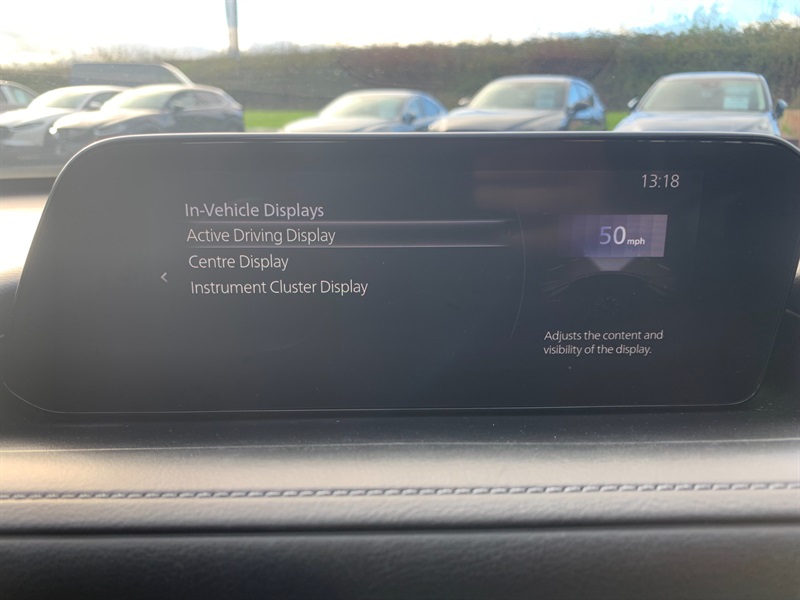 13:18
In-Vehicle Displays
Active Driving Display
Centre Display
Instrument Cluster Display
50 mph
Adjusts the content and
visibility of the display.